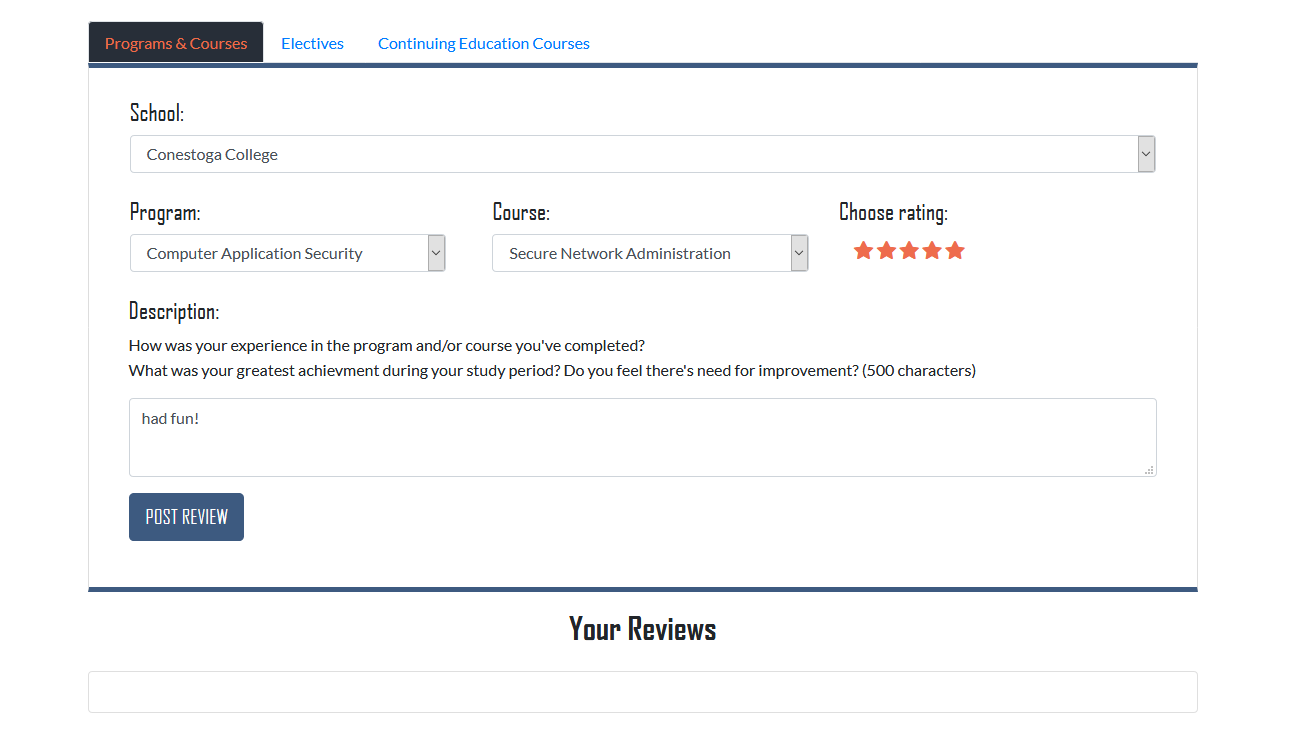 Programs & Courses Electives Continuing Education Courses
School:
Conestoga College
Program: Course: Choose rating:
Computer Application Security Secure Network Administration
Description:
How was your experience in the program and/or course you've completed?
What was your greatest achievment during your study period? Do you feel there's need for improvement? (500 characters)
had fun!
POST REVIEW
Your Reviews